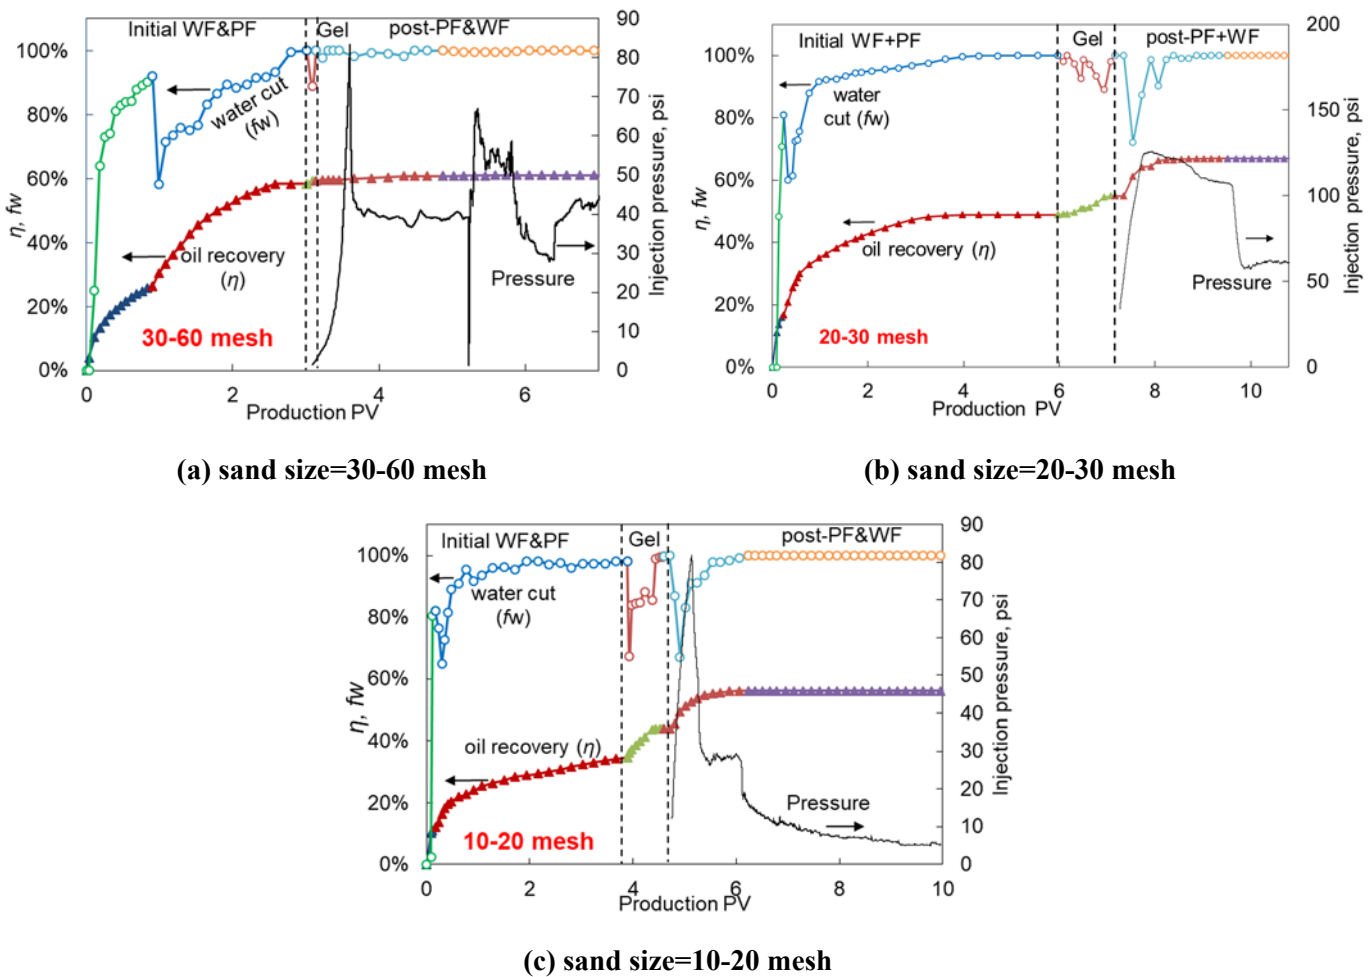 Initial WF&PF
Gel
post-PF&WF
90
80
70
60
50
40
30
20
10
0
Injection pressure, psi
100%
80%
60%
40%
20%
0%
η, fw
water cut
(fw)
oil recovery
(η)
Pressure
30-60 mesh
0
2
4
6
Production PV
(a) sand size=30-60 mesh
Initial WF+PF
Gel
post-PF+WF
200
150
100
50
0
Injection pressure, psi
100%
80%
60%
40%
20%
0%
η, fw
water
cut (fw)
oil recovery (η)
Pressure
20-30 mesh
0
2
4
6
8
10
Production PV
(b) sand size=20-30 mesh
Initial WF&PF
Gel
post-PF&WF
90
80
70
60
50
40
30
20
10
0
Injection pressure, psi
100%
80%
60%
40%
20%
0%
η, fw
water cut
(fw)
oil recovery (η)
Pressure
10-20 mesh
0
2
4
6
8
10
Production PV
(c) sand size=10-20 mesh